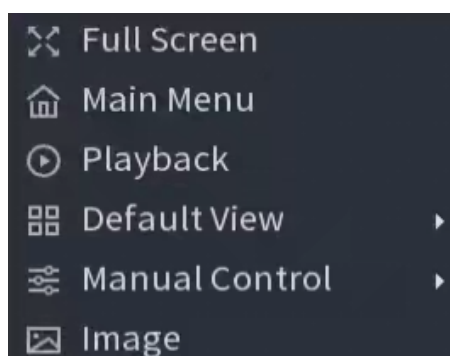 Full Screen
Main Menu
Playback
Default View
Manual Control
Image